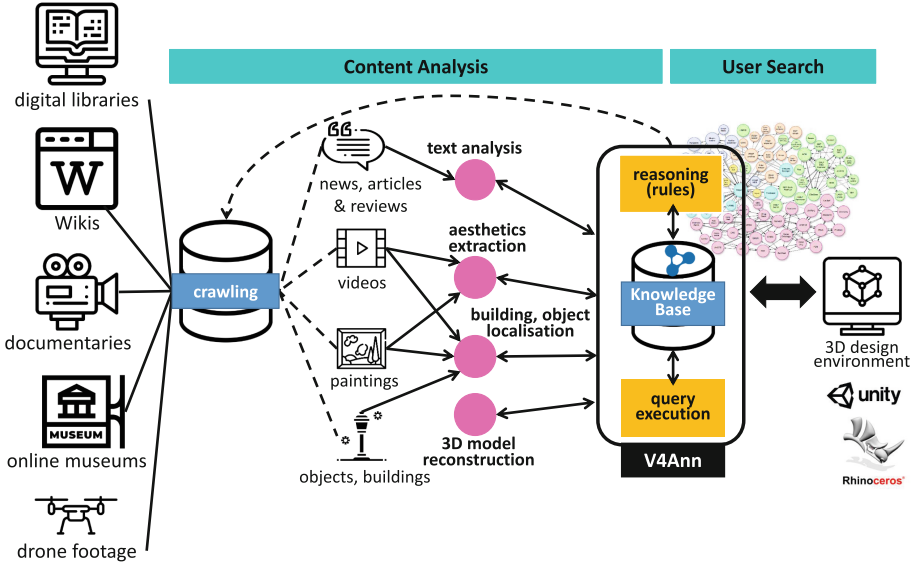 Content Analysis
User Search
digital libraries
W
Wikis
documentaries
MUSEUM
online museums
drone footage
crawling
news, articles
& reviews
videos
paintings
objects, buildings
text analysis
aesthetics
extraction
building, object
localisation
3D model
reconstruction
reasoning
(rules)
Knowledge
Base
query
execution
V4Ann
3D design
environment
unity
Rhinoceros®